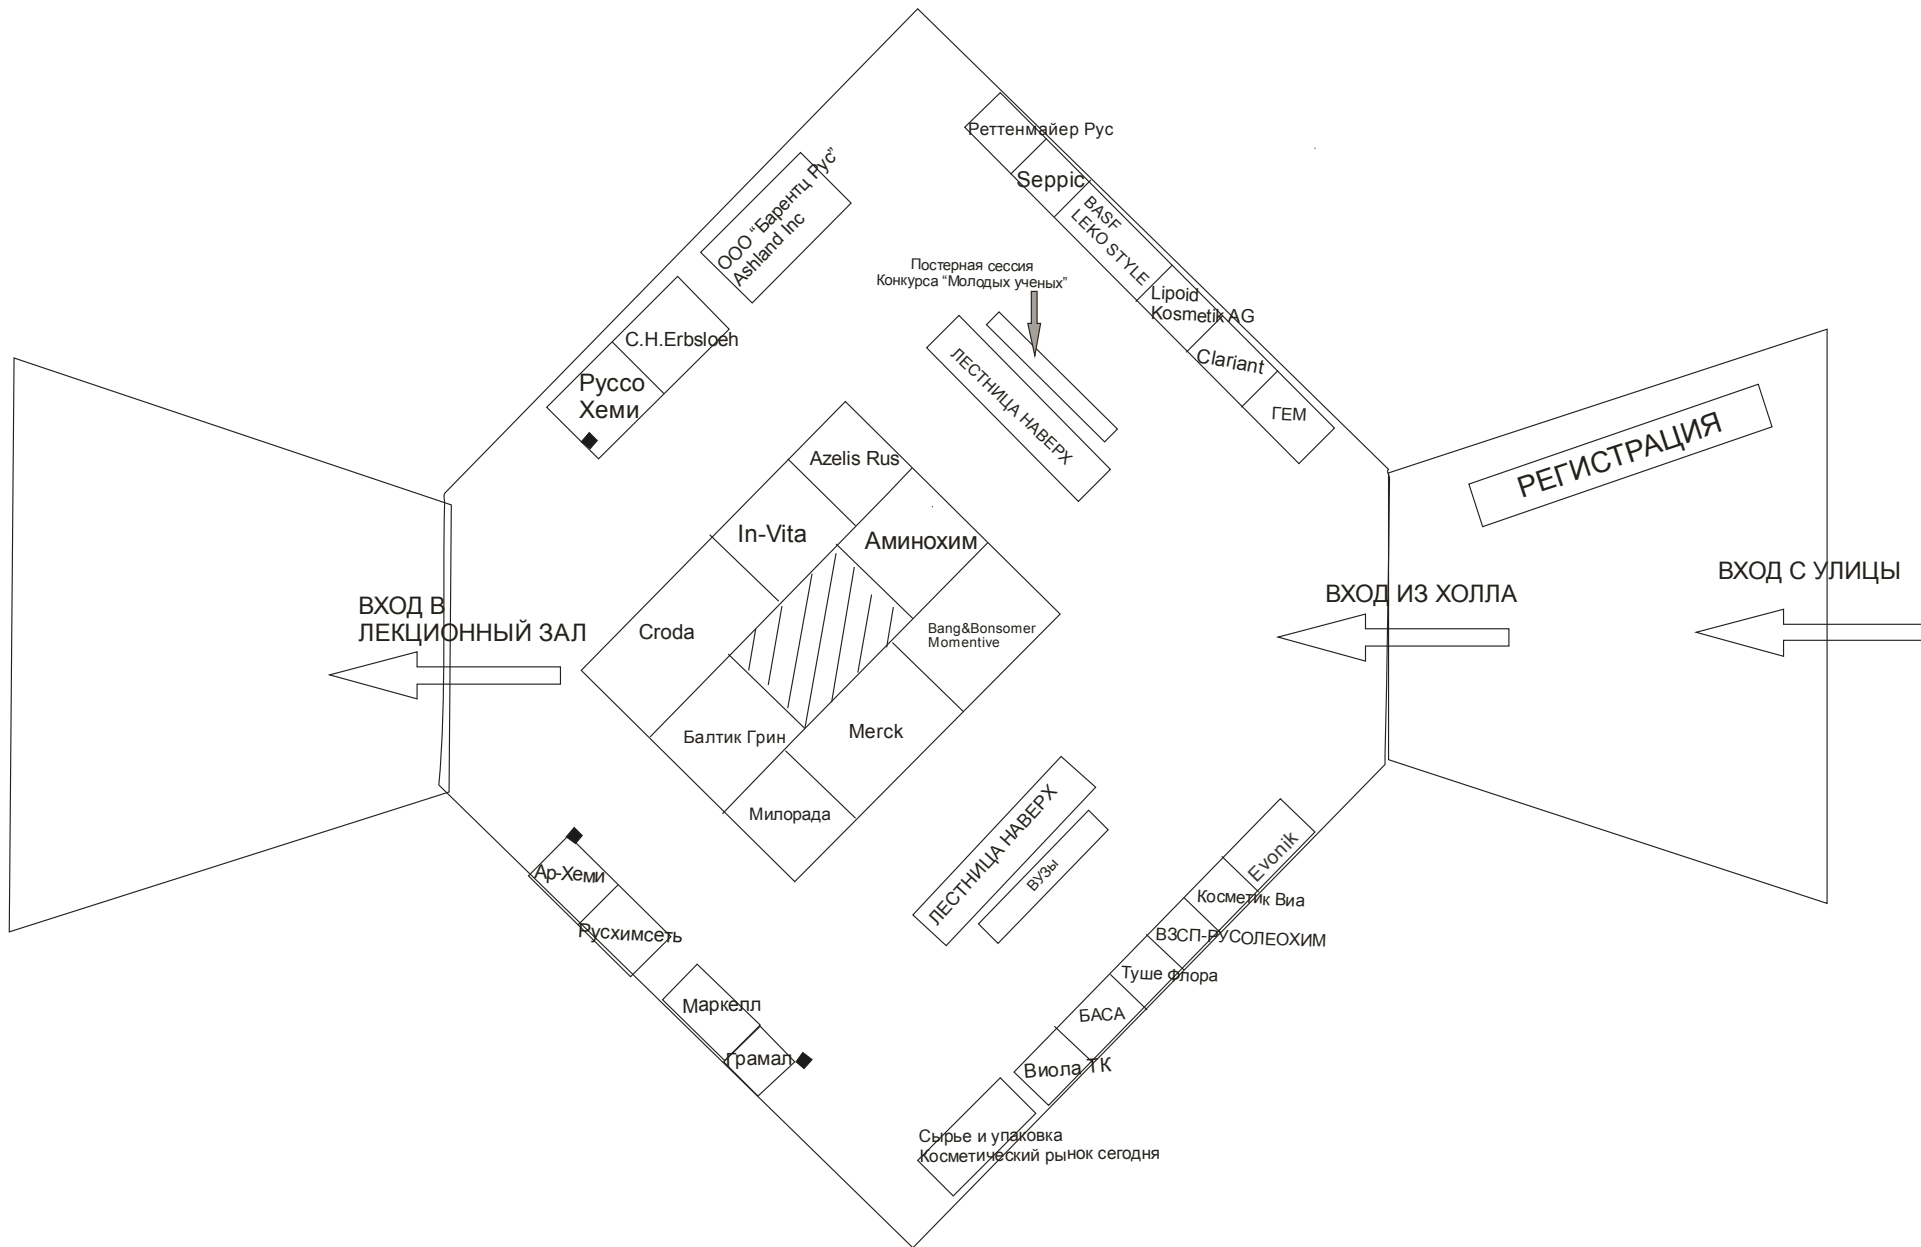 Реттенмайер Рус
Seppic
BASF
LEKO STYLE
Lipoid
Kosmetik AG
Clariant
ГЕМ
ООО “Барентц Рус”
Ashland Inc
C.H.Erbsloeh
Руссо
Хеми
Постерная сессия
Конкурса “Молодых ученых”
ЛЕСТНИЦА НАВЕРХ
РЕГИСТРАЦИЯ
ВХОД С УЛИЦЫ
ВХОД ИЗ ХОЛЛА
ВХОД В
ЛЕКЦИОННЫЙ ЗАЛ
Azelis Rus
In-Vita
Аминохим
Croda
Bang&Bonsomer
Momentive
Балтик Грин
Merck
Милорада
ЛЕСТНИЦА НАВЕРХ
ВУЗы
Ар-Хеми
Русхимсеть
Маркелл
Грамал
Evonik
Косметик Виа
ВЗСП-РУСОЛЕОХИМ
Туше Флора
БАСА
Виола ТК
Сырье и упаковка
Косметический рынок сегодня